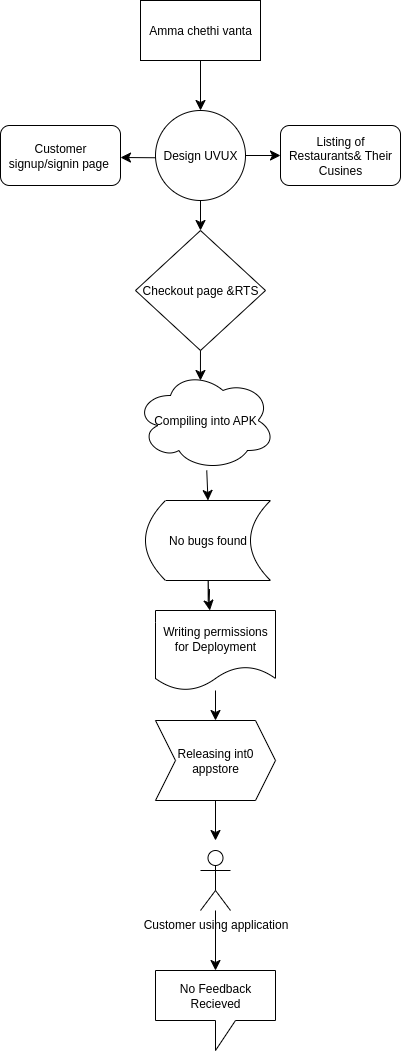 Amma chethi vanta
Customer
signup/signin page
Design UVUX
Listing of
Restaurants& Their
Cusines
Checkout page &RTS
Compiling into APK
No bugs found
Writing permissions
for Deployment
Releasing int0
appstore
Customer using application
No Feedback
Recieved